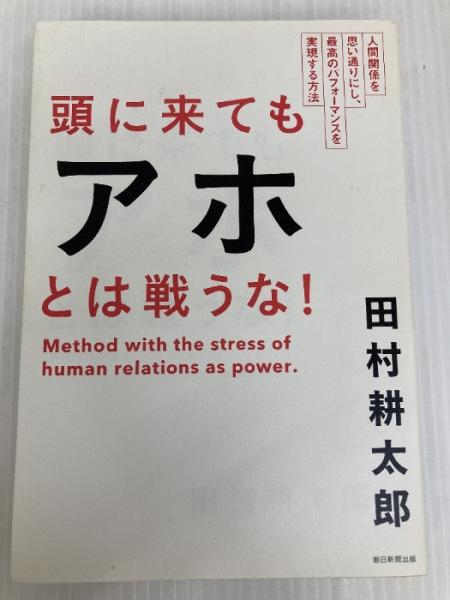 人間関係を
思い通りにし、
最高のパフォーマンスを
実現する方法
頭に来ても
アホ
とは戦うな!
Method with the stress of
human relations as power.
田村耕太郎
朝日新聞出版